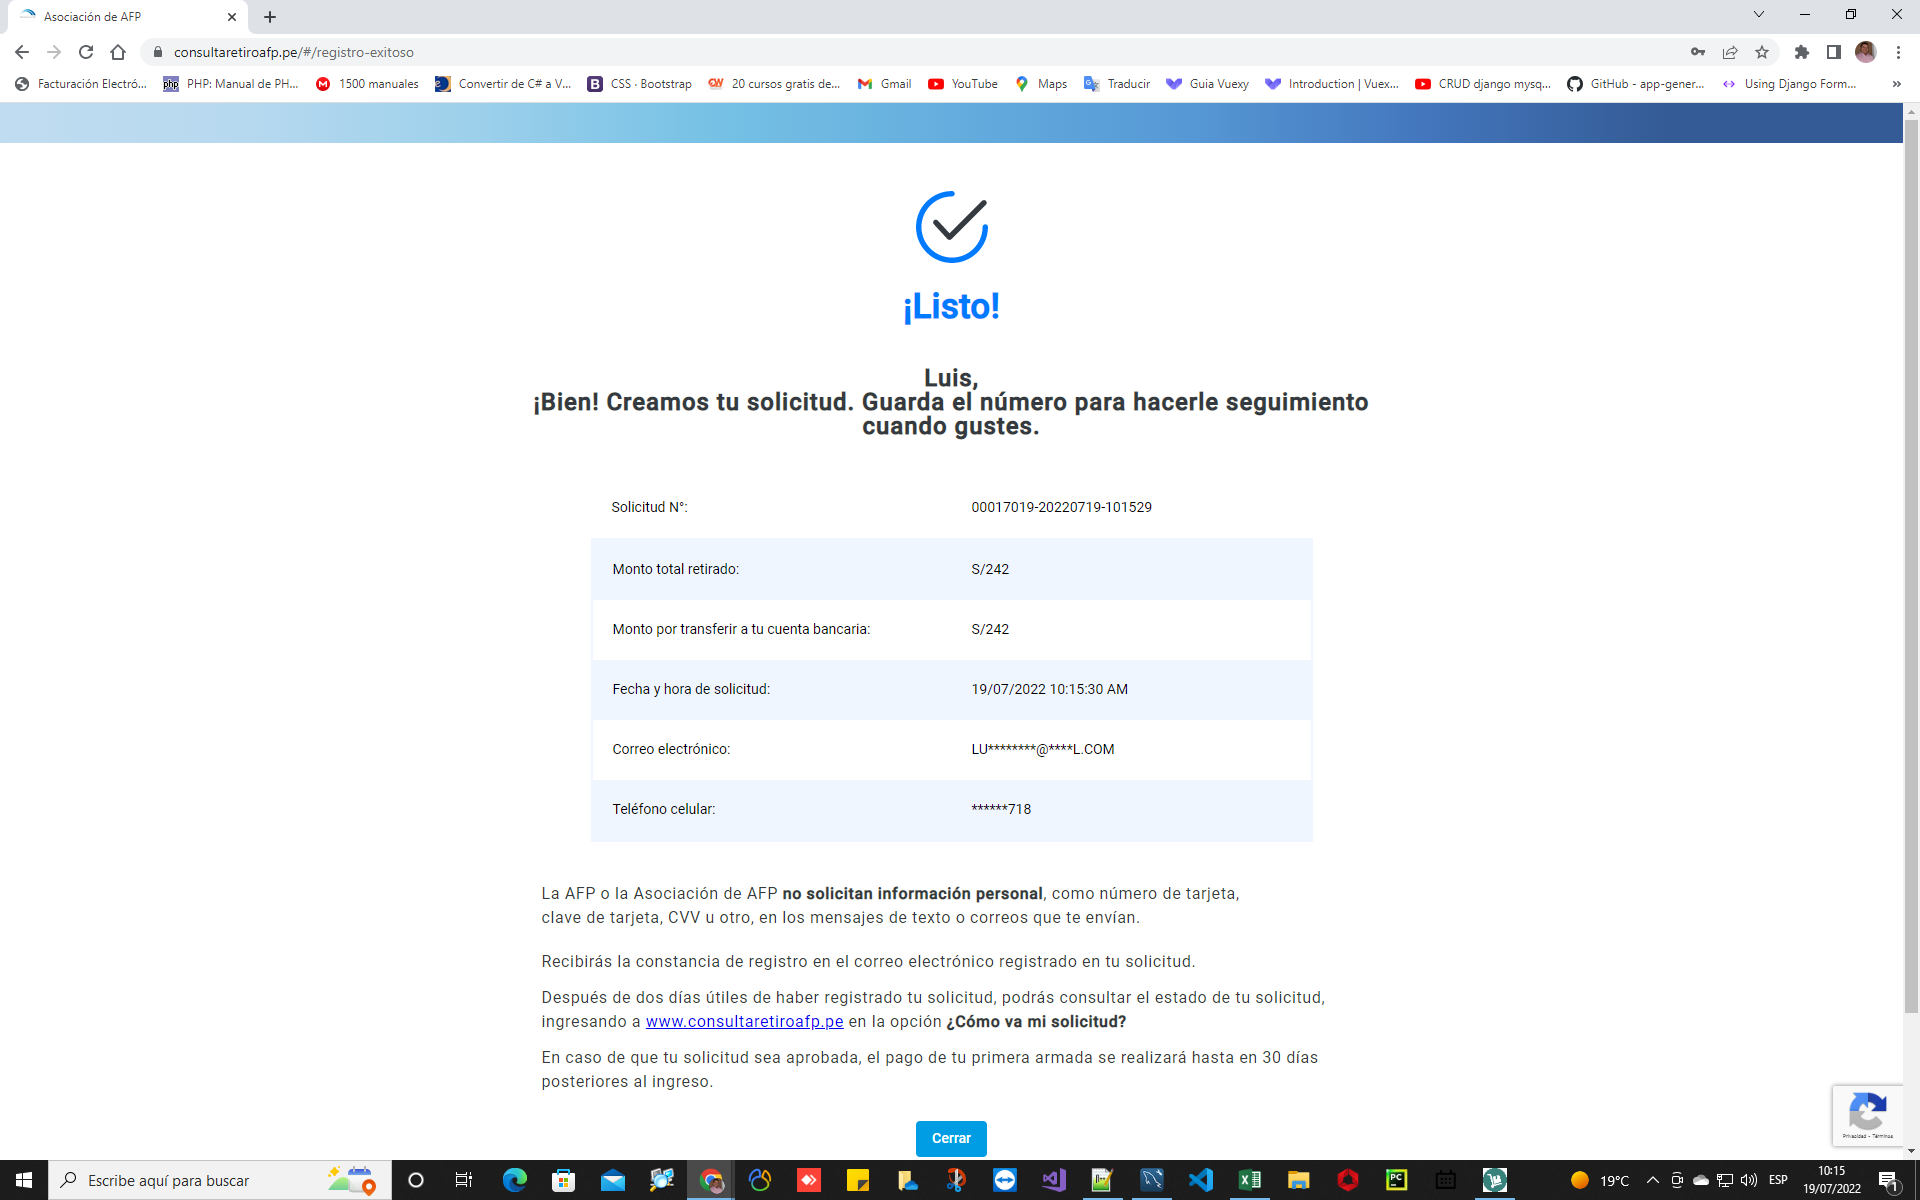 Asociación de AFP
consultaretiroafp.pe/#/registro-exitoso
Facturación Electró...
php PHP: Manual de PH...
1500 manuales
Convertir de C# a V...
B CSS · Bootstrap
20 cursos gratis de...
Gmail
YouTube
Maps
Traducir
Guia Vuexy
Introduction | Vuex...
CRUD django mysq...
GitHub - app-gener...
Using Django Form...
»
¡Listo!
Luis,
¡Bien! Creamos tu solicitud. Guarda el número para hacerle seguimiento
cuando gustes.
Solicitud N°: 00017019-20220719-101529
Monto total retirado: S/242
Monto por transferir a tu cuenta bancaria: S/242
Fecha y hora de solicitud: 19/07/2022 10:15:30 AM
Correo electrónico: LU********@****L.COM
Teléfono celular: ******718
La AFP o la Asociación de AFP no solicitan información personal, como número de tarjeta,
clave de tarjeta, CVV u otro, en los mensajes de texto o correos que te envían.
Recibirás la constancia de registro en el correo electrónico registrado en tu solicitud.
Después de dos días útiles de haber registrado tu solicitud, podrás consultar el estado de tu solicitud,
ingresando a www.consultaretiroafp.pe en la opción ¿Cómo va mi solicitud?
En caso de que tu solicitud sea aprobada, el pago de tu primera armada se realizará hasta en 30 días
posteriores al ingreso.
Privacidad - Términos
Cerrar
Escribe aquí para buscar
PC
19°C
ESP
10:15
19/07/2022
1